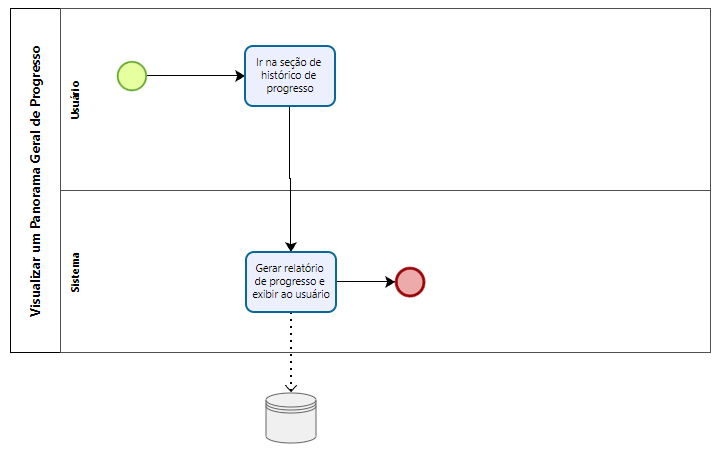 Visualizar um Panorama Geral de Progresso
Usuário
Ir na seção de
histórico de
progresso
Sistema
Gerar relatório
de progresso e
exibir ao usuário